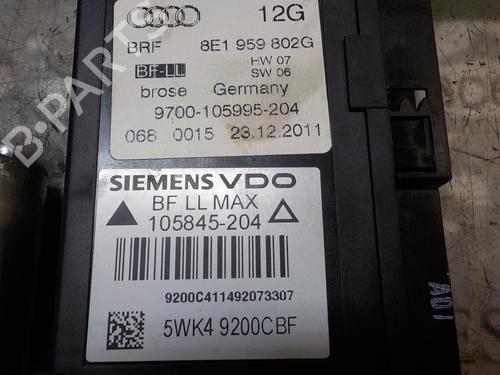 12G
BRF 8E1 959 802G
BF-LL HW 07
SW 06
brose Germany
9700-105995-204
068 0015 23.12.2011
SIEMENS VDO
BF LL MAX
105845-204
9200C411492073307
5WK4 9200CBF
B-PARTS